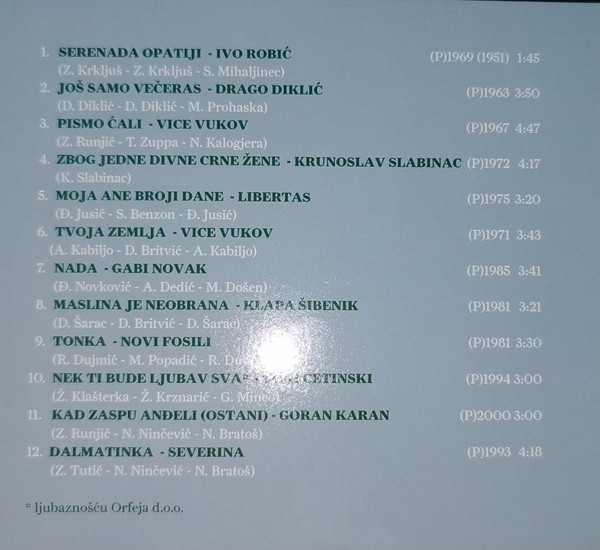 1. SERENADA OPATIJI - IVO ROBIĆ (P)1969 (1951) 1:45
(Z. Krkljuš - Z. Krkljuš - S. Mihaljinec)
2. JOŠ SAMO VEČERAS - DRAGO DIKLIĆ (P)1963 3:50
(D. Diklić - D. Diklić - M. Prohaska)
3. PISMO ĆALI - VICE VUKOV (P)1967 4:47
(Z. Runjić - T. Zuppa - N. Kalogjera)
4. ZBOG JEDNE DIVNE CRNE ŽENE - KRUNOSLAV SLABINAC (P)1972 4:17
(K. Slabinac)
5. MOJA ANE BROJI DANE - LIBERTAS (P)1975 3:20
(Đ. Jusić - S. Benzon - Đ. Jusić)
6. TVOJA ZEMLJA - VICE VUKOV (P)1971 3:43
(A. Kabiljo - D. Britvić - A. Kabiljo)
7. NADA - GABI NOVAK (P)1985 3:41
(Đ. Novković - A. Dedić - M. Došen)
8. MASLINA JE NEOBRANA - KLAPA ŠIBENIK (P)1981 3:21
(D. Šarac - D. Britvić - D. Šarac)
9. TONKA - NOVI FOSILI (P)1981 3:30
(R. Dujmić - M. Popadić - R.
10. NEK TI BUDE LJUBAV SVA* - CETINSKI (P)1994 3:00
(Ž. Klašterka - Ž. Krznarić - G.
11. KAD ZASPU ANĐELI (OSTANI) - GORAN KARAN (P)2000 3:00
(Z. Runjić - N. Ninčević - N. Bratoš)
12. DALMATINKA - SEVERINA (P)1993 4:18
(Z. Tutić - N. Ninčević - N. Bratoš)
* ljubaznošću Orfeja d.o.o.